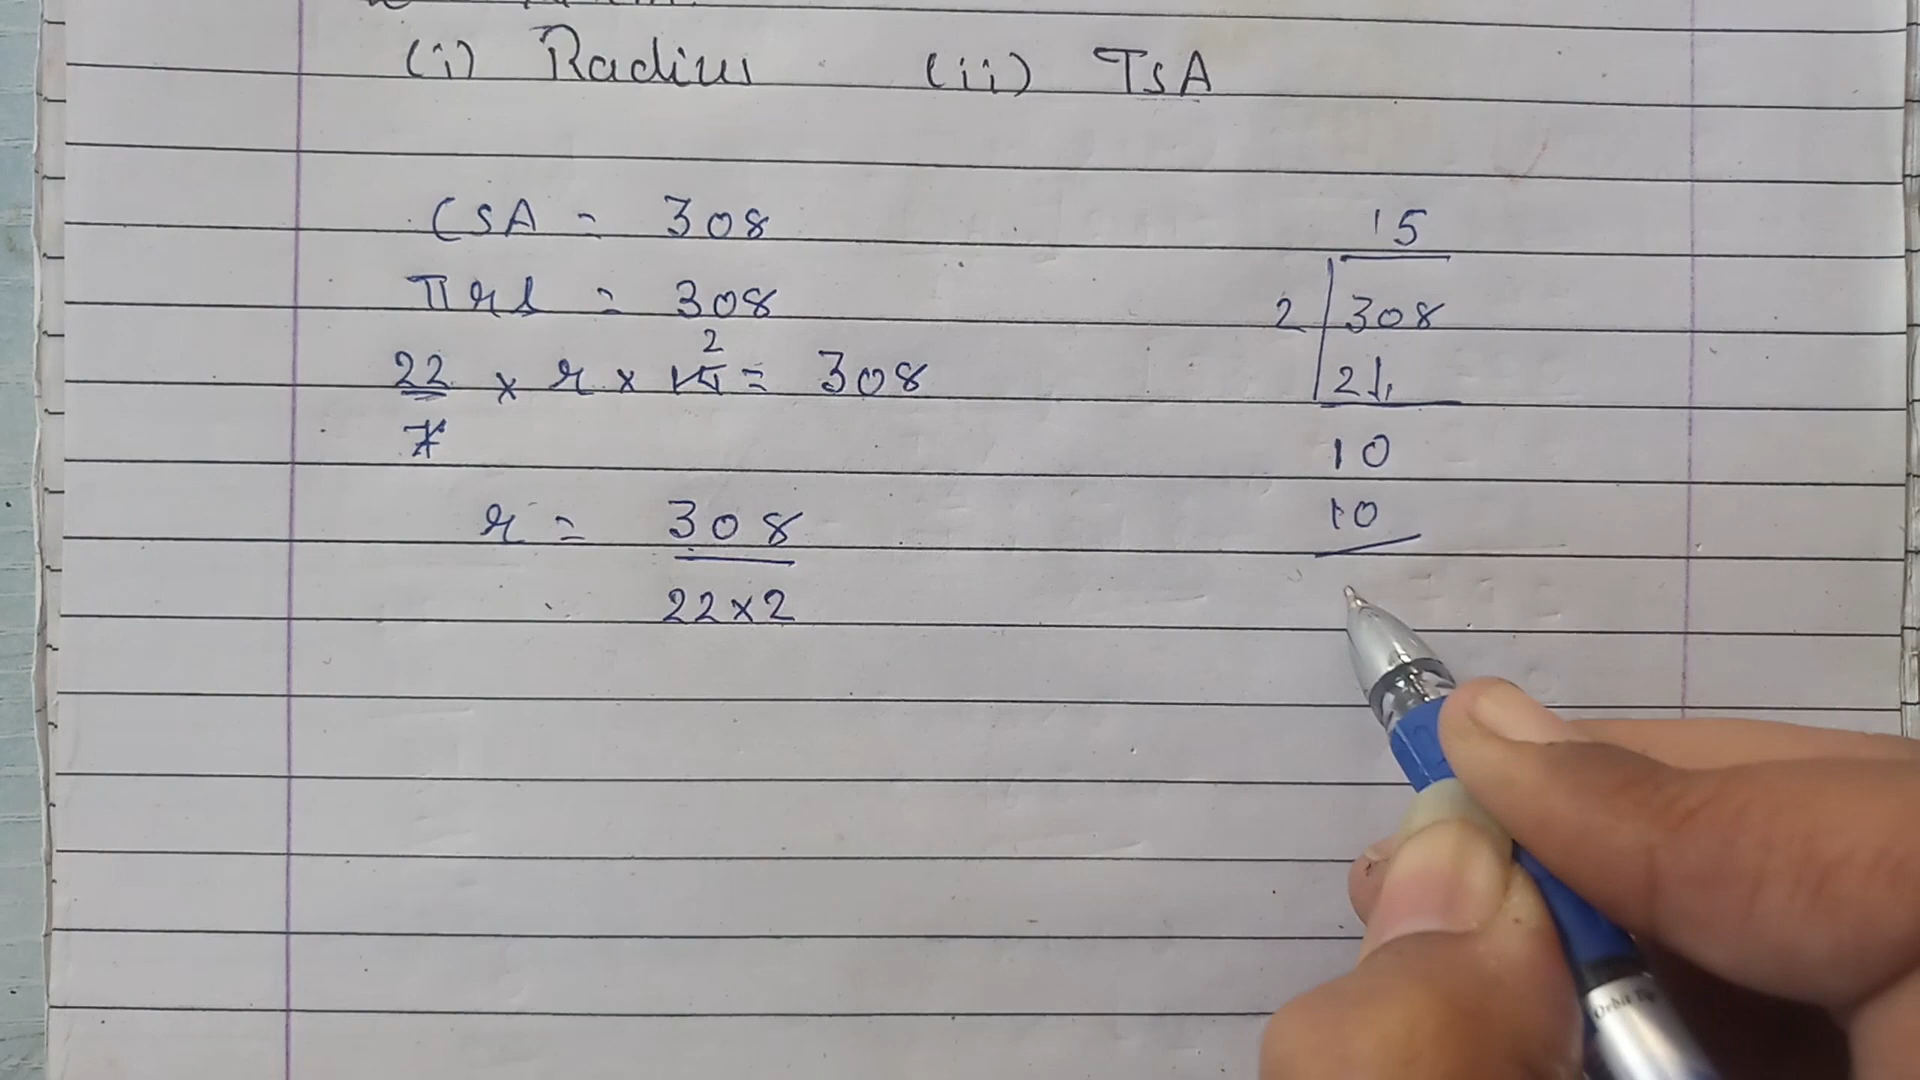 (i) Radius (ii) TSA
CSA = 308
πrl = 308
22/7 × r × 14 = 308
2
r = 308
22×2
15
2 308
2↓
10
10